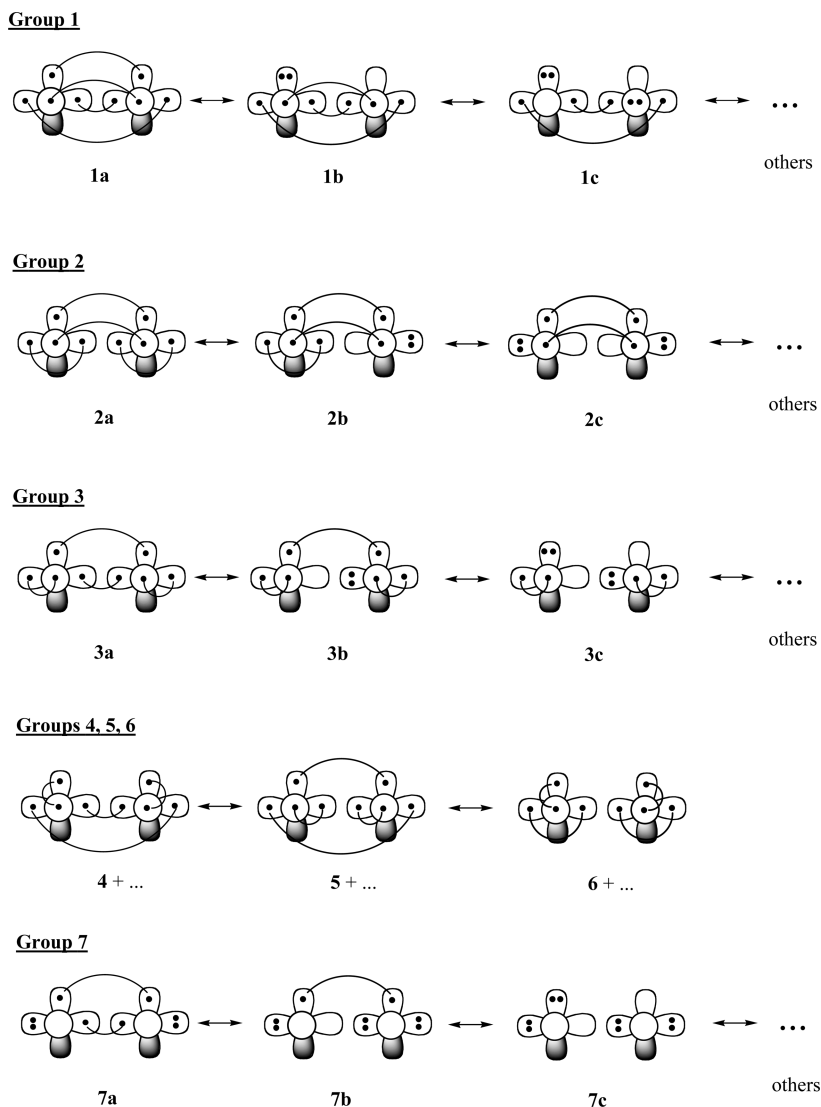 Group 1
...
others
1a 1b 1c
Group 2
...
others
2a 2b 2c
Group 3
...
others
3a 3b 3c
Groups 4, 5, 6
4 + ... 5 + ... 6 + ...
Group 7
...
others
7a 7b 7c